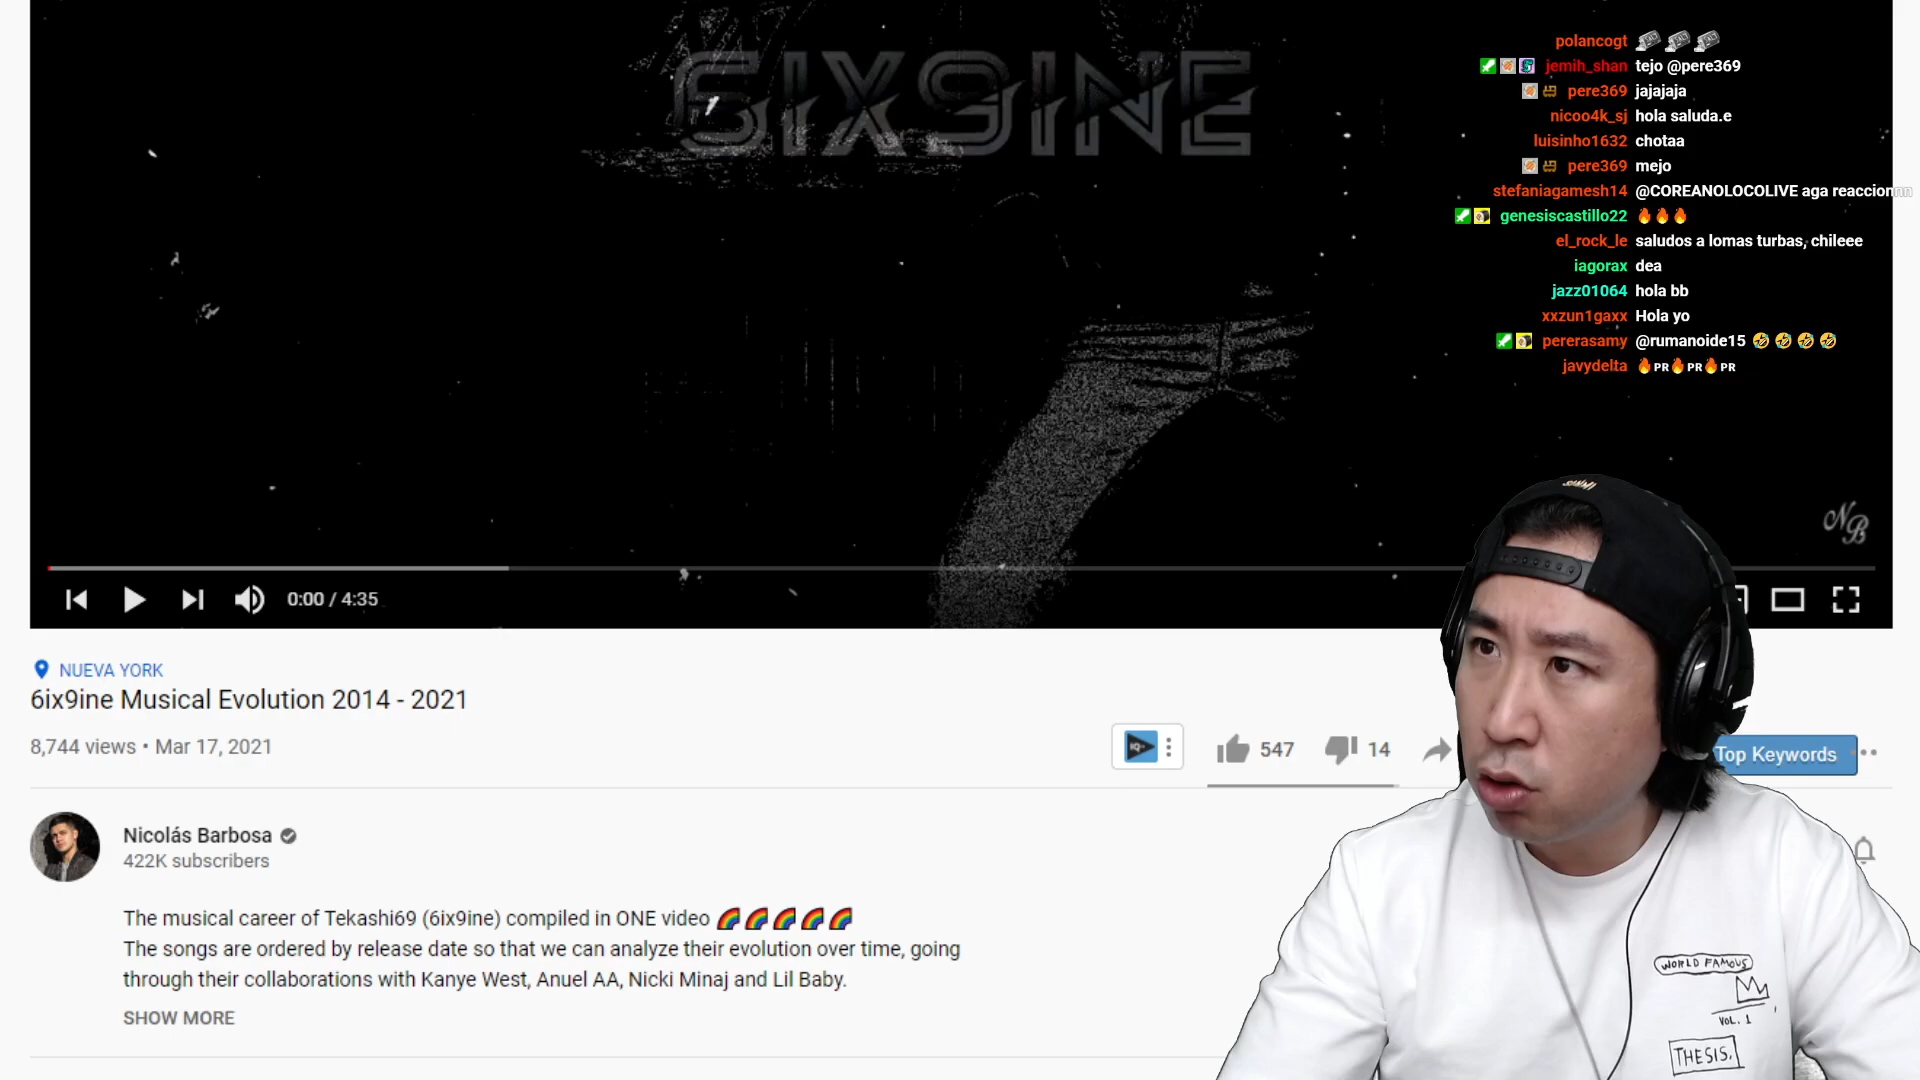 6IX9INE
polancogt
jemih_shan tejo @pere369
pere369 jajajaja
nicoo4k_sj hola saluda.e
luisinho1632 chotaa
pere369 mejo
stefaniagamesh14 @COREANOLOCOLIVE aga reaccionnn
genesiscastillo22 🔥🔥🔥
el_rock_le saludos a lomas turbas, chileee
iagorax dea
jazz01064 hola bb
xxzun1gaxx Hola yo
pererasamy @rumanoide15 🤣🤣🤣🤣
javydelta 🔥PR🔥PR🔥PR
NB
0:00 / 4:35
NUEVA YORK
6ix9ine Musical Evolution 2014 - 2021
8,744 views • Mar 17, 2021
IQ
547
14
Top Keywords
Nicolás Barbosa
422K subscribers
The musical career of Tekashi69 (6ix9ine) compiled in ONE video 🌈🌈🌈🌈🌈
The songs are ordered by release date so that we can analyze their evolution over time, going
through their collaborations with Kanye West, Anuel AA, Nicki Minaj and Lil Baby.
SHOW MORE
WORLD FAMOUS
VOL. 1
THESIS.